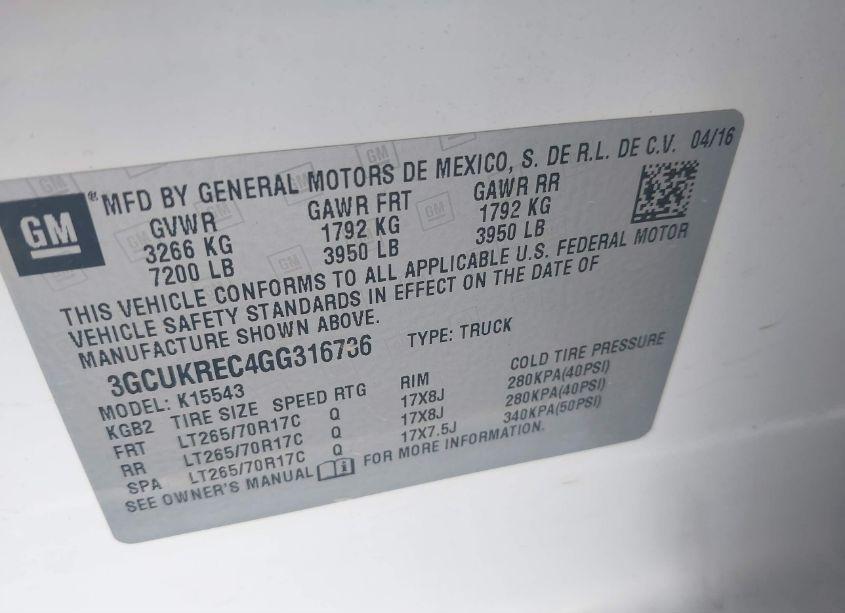 GM ® MFD BY GENERAL MOTORS DE MEXICO, S. DE R.L. DE C.V. 04/16
GVWR GAWR FRT GAWR RR
3266 KG 1792 KG 1792 KG
7200 LB 3950 LB 3950 LB
THIS VEHICLE CONFORMS TO ALL APPLICABLE U.S. FEDERAL MOTOR
VEHICLE SAFETY STANDARDS IN EFFECT ON THE DATE OF
MANUFACTURE SHOWN ABOVE.
3GCUKREC4GG316736 TYPE: TRUCK
MODEL: K15543
KGB2 TIRE SIZE SPEED RTG RIM COLD TIRE PRESSURE
FRT LT265/70R17C Q 17X8J 280KPA(40PSI)
RR LT265/70R17C Q 17X8J 280KPA(40PSI)
SPA LT265/70R17C Q 17X7.5J 340KPA(50PSI)
SEE OWNER'S MANUAL FOR MORE INFORMATION.